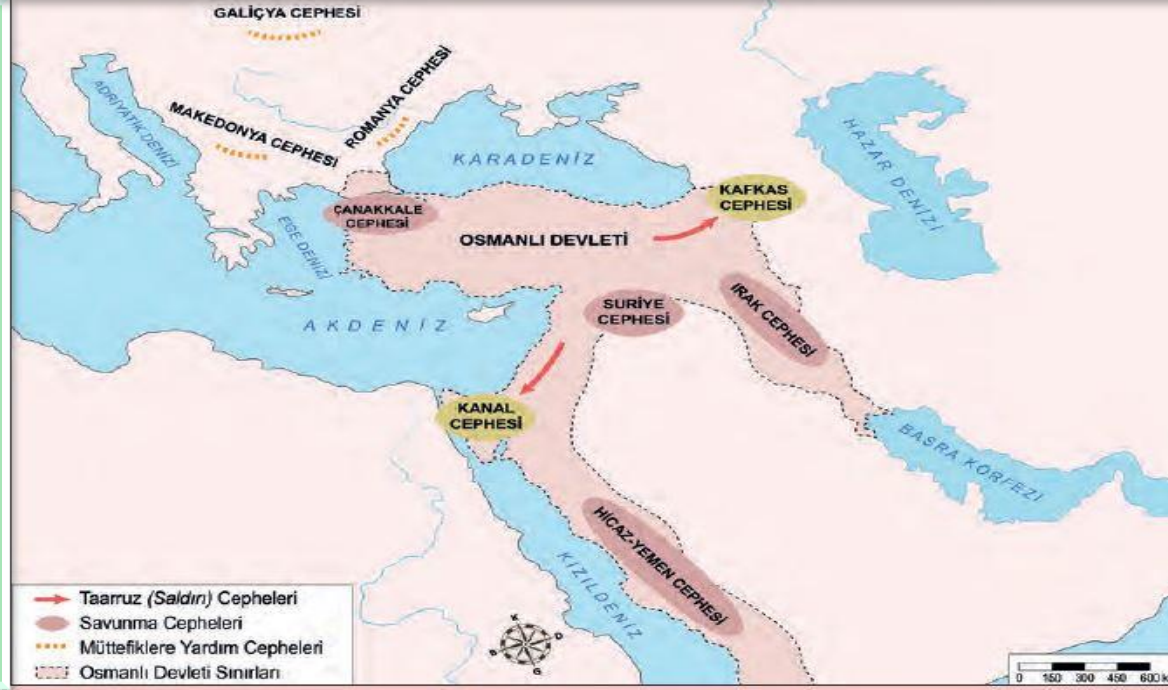 GALİÇYA CEPHESİ
ADRİYATİK DENİZİ
MAKEDONYA CEPHESİ
ROMANYA CEPHESİ
KARADENİZ
HAZAR DENİZİ
KAFKAS
CEPHESİ
ÇANAKKALE
CEPHESİ
EGE DENİZİ
OSMANLI DEVLETİ
SURİYE
CEPHESİ
IRAK CEPHESİ
AKDENİZ
KANAL
CEPHESİ
BASRA KÖRFEZİ
HİCAZ-YEMEN CEPHESİ
KIZILDENİZ
Taarruz (Saldırı) Cepheleri
Savunma Cepheleri
Müttefiklere Yardım Cepheleri
Osmanlı Devleti Sınırları
K
D
B
G
0 150 300 450 600 k